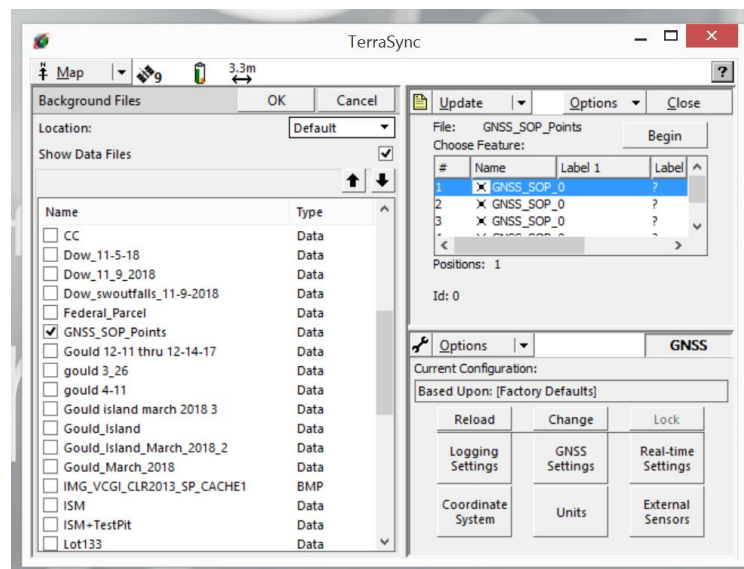 TerraSync
Map 9 3.3m ?
Background Files OK Cancel
Location: Default
Show Data Files
Name Type
CC Data
Dow_11-5-18 Data
Dow_11_9_2018 Data
Dow_swoutfalls_11-9-2018 Data
Federal_Parcel Data
GNSS_SOP_Points Data
Gould 12-11 thru 12-14-17 Data
gould 3_26 Data
gould 4-11 Data
Gould island march 2018 3 Data
Gould_Island Data
Gould_Island_March_2018_2 Data
Gould_March_2018 Data
IMG_VCGI_CLR2013_SP_CACHE1 BMP
ISM Data
ISM+TestPit Data
Lot133 Data
Update Options Close
File: GNSS_SOP_Points
Begin
Choose Feature:
# Name Label 1 Label
1 GNSS_SOP_0 ?
2 GNSS_SOP_0 ?
3 GNSS_SOP_0 ?
Positions: 1
Id: 0
Options GNSS
Current Configuration:
Based Upon: [Factory Defaults]
Reload Change Lock
Logging Settings GNSS Settings Real-time Settings
Coordinate System Units External Sensors